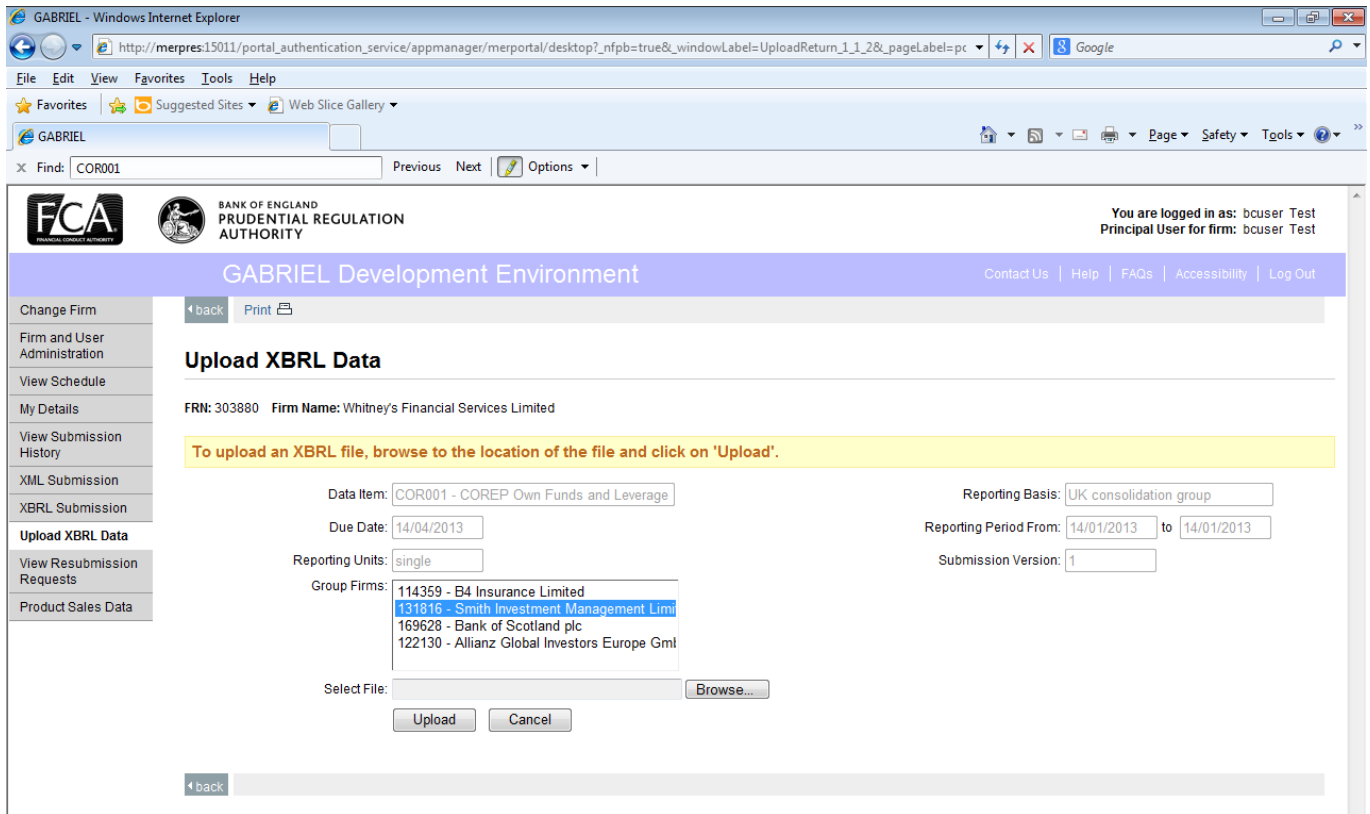 GABRIEL - Windows Internet Explorer
http://merpres:15011/portal_authentication_service/appmanager/merportal/desktop?_nfpb=true&_windowLabel=UploadReturn_1_1_2&_pageLabel=pc
Google
File Edit View Favorites Tools Help
Favorites Suggested Sites Web Slice Gallery
GABRIEL Page Safety Tools
x Find: COR001 Previous Next Options
FCA
FINANCIAL CONDUCT AUTHORITY
BANK OF ENGLAND
PRUDENTIAL REGULATION
AUTHORITY
You are logged in as: bcuser Test
Principal User for firm: bcuser Test
GABRIEL Development Environment Contact Us | Help | FAQs | Accessibility | Log Out
Change Firm
Firm and User
Administration
View Schedule
My Details
View Submission
History
XML Submission
XBRL Submission
Upload XBRL Data
View Resubmission
Requests
Product Sales Data
back Print
Upload XBRL Data
FRN: 303880 Firm Name: Whitney's Financial Services Limited
To upload an XBRL file, browse to the location of the file and click on 'Upload'.
Data Item: COR001 - COREP Own Funds and Leverage Reporting Basis: UK consolidation group
Due Date: 14/04/2013 Reporting Period From: 14/01/2013 to 14/01/2013
Reporting Units: single Submission Version: 1
Group Firms: 114359 - B4 Insurance Limited
131816 - Smith Investment Management Limi
169628 - Bank of Scotland plc
122130 - Allianz Global Investors Europe Gml
Select File: Browse...
Upload Cancel
back